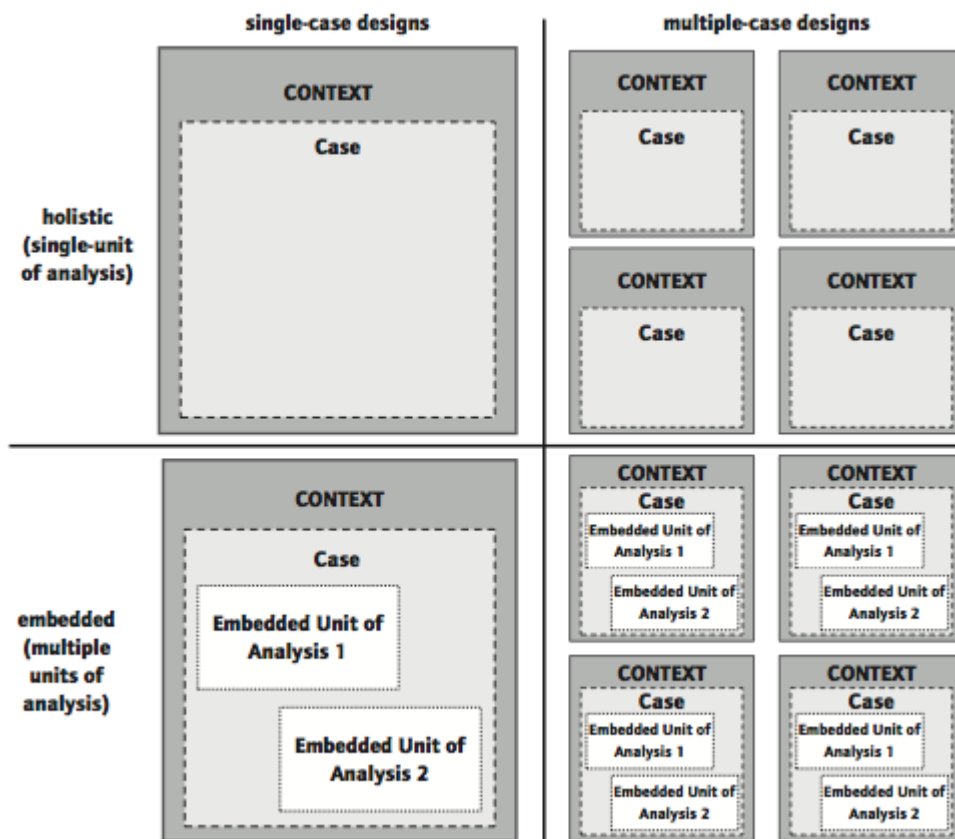 single-case designs
multiple-case designs
holistic
(single-unit
of analysis)
CONTEXT
Case
CONTEXT
Case
CONTEXT
Case
CONTEXT
Case
CONTEXT
Case
embedded
(multiple
units of
analysis)
CONTEXT
Case
Embedded Unit of
Analysis 1
Embedded Unit of
Analysis 2
CONTEXT
Case
Embedded Unit of
Analysis 1
Embedded Unit of
Analysis 2
CONTEXT
Case
Embedded Unit of
Analysis 1
Embedded Unit of
Analysis 2
CONTEXT
Case
Embedded Unit of
Analysis 1
Embedded Unit of
Analysis 2
CONTEXT
Case
Embedded Unit of
Analysis 1
Embedded Unit of
Analysis 2